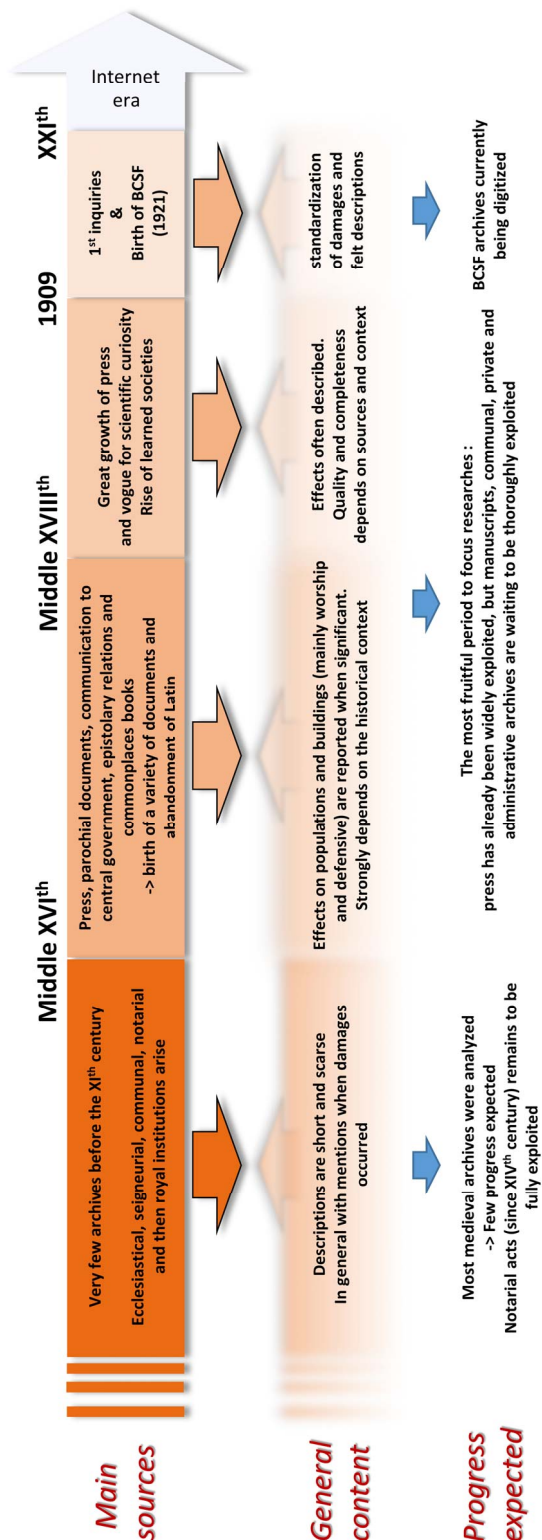 Middle XVIth
Middle XVIIIth
1909
XXIth
Main
sources
Very few archives before the XIth century
Ecclesiastical, seigneurial, communal, notarial
and then royal institutions arise
Press, parochial documents, communication to
central government, epistolary relations and
commonplaces books
-> birth of a variety of documents and
abandonment of Latin
Great growth of press
and vogue for scientific curiosity
Rise of learned societies
1st inquiries
&
Birth of BCSF
(1921)
Internet
era
General
content
Descriptions are short and scarse
In general with mentions when damages
occurred
Effects on populations and buildings (mainly worship
and defensive) are reported when significant.
Strongly depends on the historical context
Effects often described.
Quality and completeness
depends on sources and context
standardization
of damages and
felt descriptions
Progress
expected
Most medieval archives were analyzed
-> Few progress expected
Notarial acts (since XIVth century) remains to be
fully exploited
The most fruitful period to focus researches :
press has already been widely exploited, but manuscripts, communal, private and
administrative archives are waiting to be thoroughly exploited
BCSF archives currently
being digitized